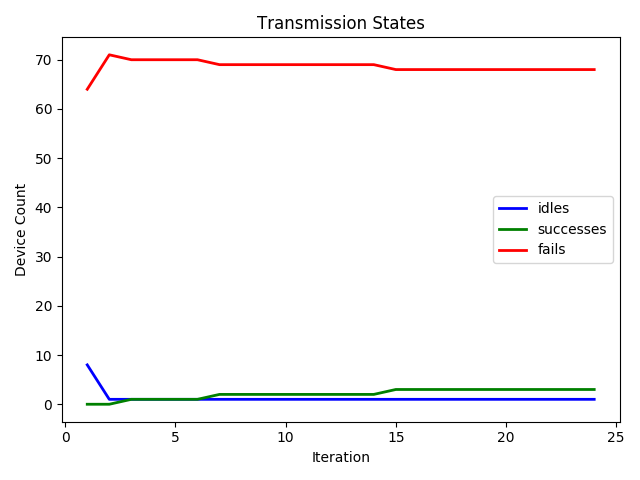 Transmission States
Device Count
70
60
50
40
30
20
10
0
idles
successes
fails
0 5 10 15 20 25
Iteration